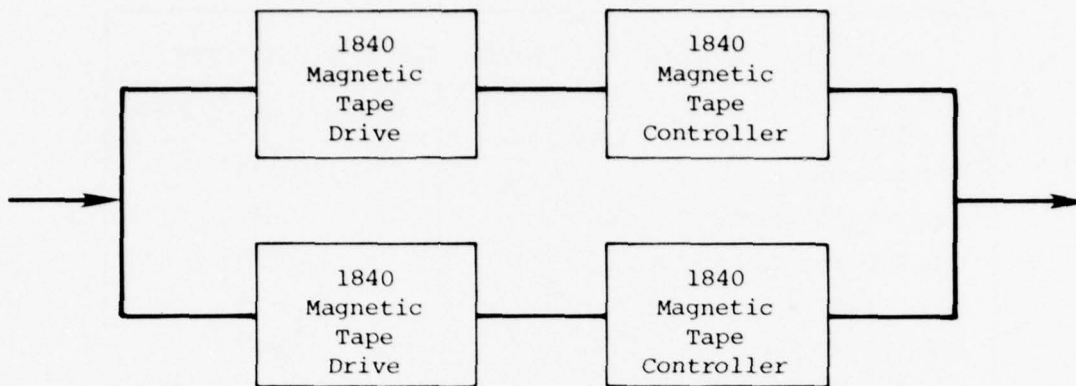 1840
Magnetic
Tape
Drive
1840
Magnetic
Tape
Controller
1840
Magnetic
Tape
Drive
1840
Magnetic
Tape
Controller